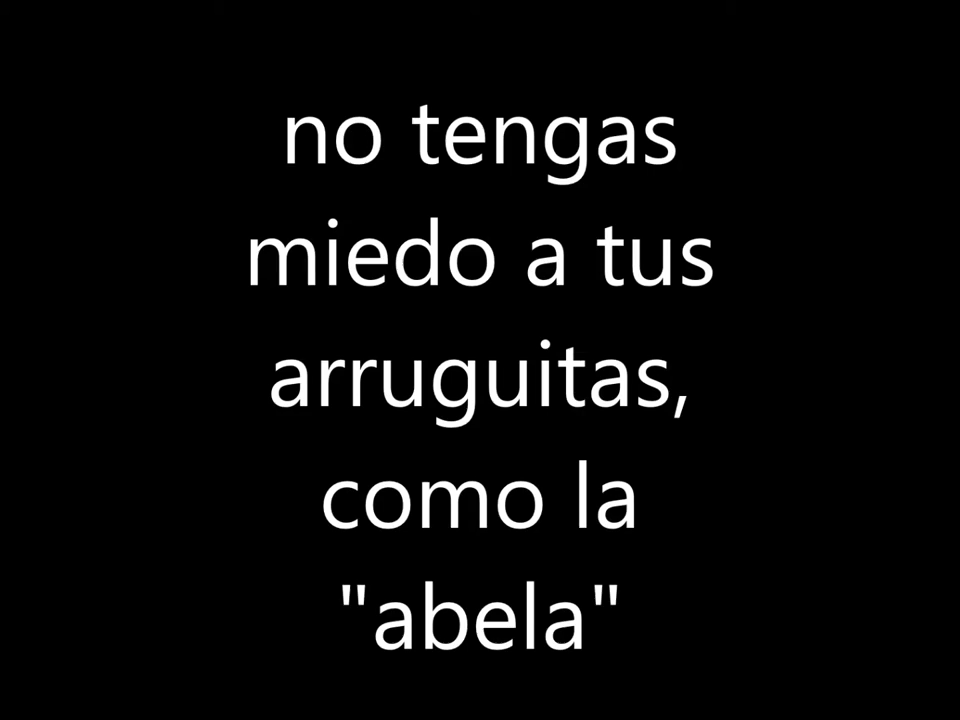 no tengas
miedo a tus
arruguitas,
como la
"abela"